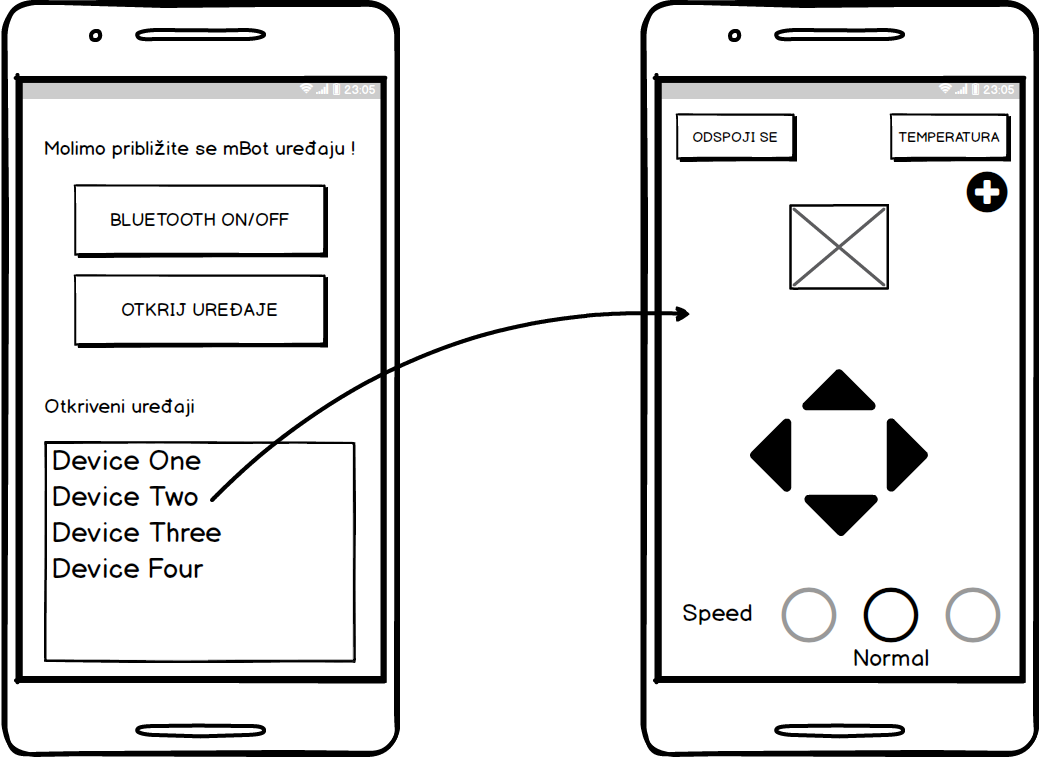 23:05
Molimo približite se mBot uređaju !
BLUETOOTH ON/OFF
OTKRIJ UREĐAJE
Otkriveni uređaji
Device One
Device Two
Device Three
Device Four
23:05
ODSPOJI SE
TEMPERATURA
Speed
Normal